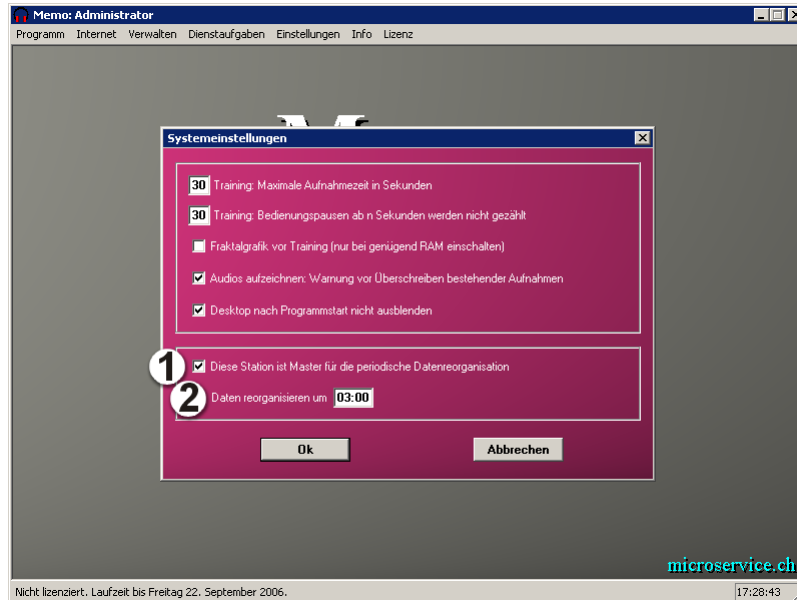 Memo: Administrator
Programm Internet Verwalten Dienstaufgaben Einstellungen Info Lizenz
Systemeinstellungen
30 Training: Maximale Aufnahmezeit in Sekunden
30 Training: Bedienungspausen ab n Sekunden werden nicht gezählt
Fraktalgrafik vor Training (nur bei genügend RAM einschalten)
Audios aufzeichnen: Warnung vor Überschreiben bestehender Aufnahmen
Desktop nach Programmstart nicht ausblenden
1 Diese Station ist Master für die periodische Datenreorganisation
2 Daten reorganisieren um 03:00
Ok Abbrechen
microservice.ch
Nicht lizenziert. Laufzeit bis Freitag 22. September 2006. 17:28:43